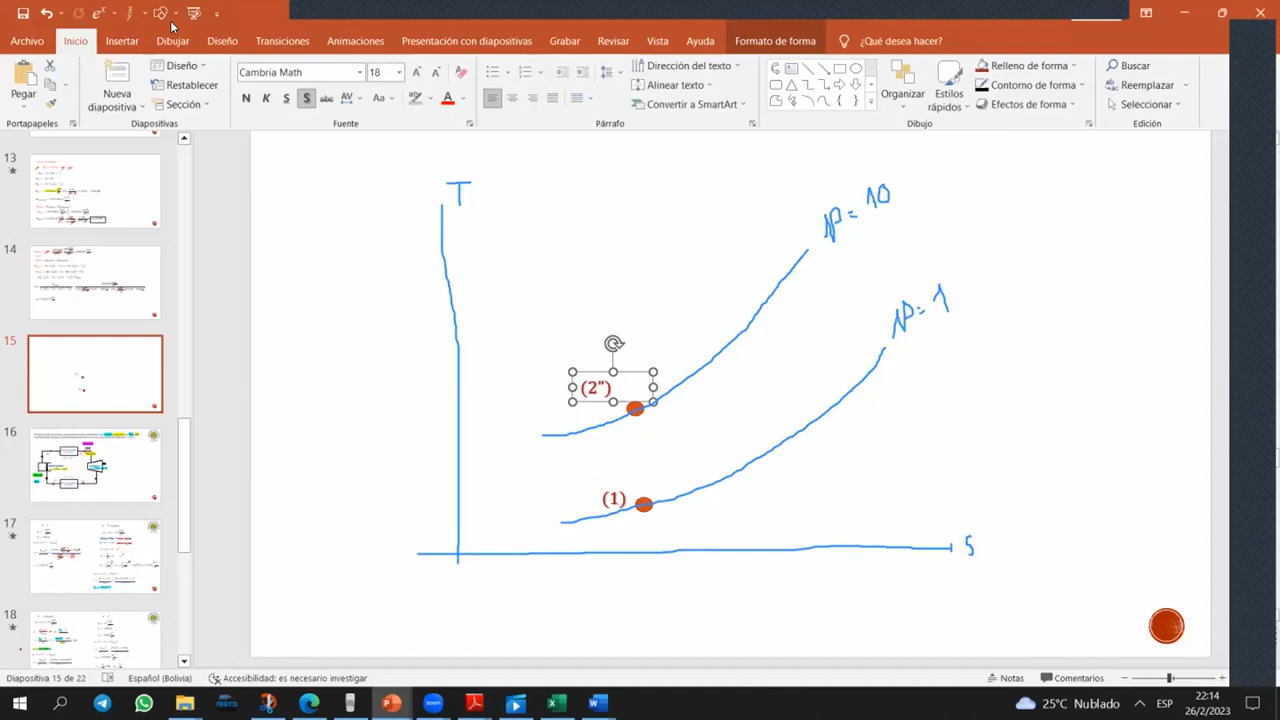 Archivo Inicio Insertar Dibujar Diseño Transiciones Animaciones Presentación con diapositivas Grabar Revisar Vista Ayuda Formato de forma ¿Qué desea hacer?
Pegar
Portapapeles
Nueva
diapositiva
Diseño
Restablecer
Sección
Diapositivas
Cambria Math 18
N K S S abc AV Aa A
Fuente
Dirección del texto
Alinear texto
Convertir a SmartArt
Párrafo
Organizar
Estilos
rápidos
Relleno de forma
Contorno de forma
Efectos de forma
Dibujo
Buscar
Reemplazar
Seleccionar
Edición
13
14
15
16
17
18
T
P= 10
P= 1
(2")
(1)
S
Diapositiva 15 de 22 Español (Bolivia) Accesibilidad: es necesario investigar Notas Comentarios
FESTO
zoom
25°C Nublado ESP
22:14
26/2/2023